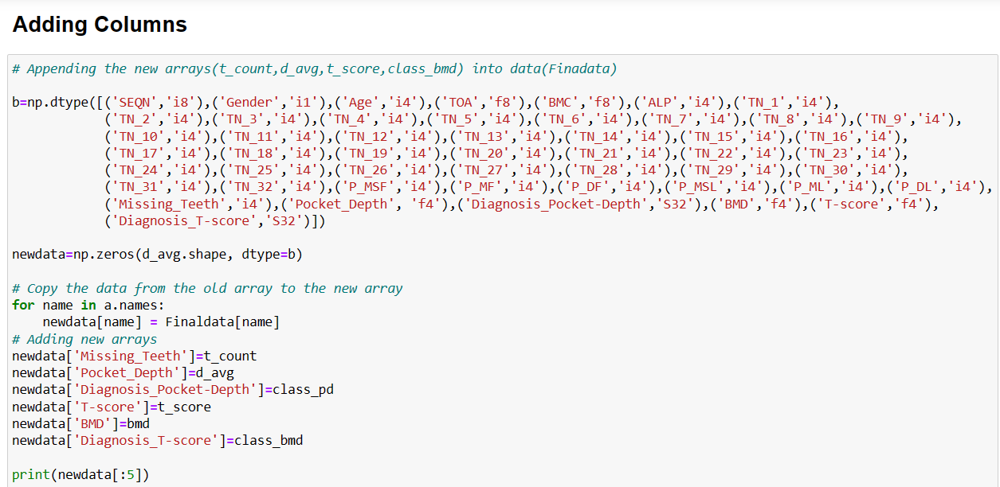 Adding Columns
# Appending the new arrays(t_count,d_avg,t_score,class_bmd) into data(Finadata)
b=np.dtype([('SEQN','i8'),('Gender','i1'),('Age','i4'),('TOA','f8'),('BMC','f8'),('ALP','i4'),('TN_1','i4'),
('TN_2','i4'),('TN_3','i4'),('TN_4','i4'),('TN_5','i4'),('TN_6','i4'),('TN_7','i4'),('TN_8','i4'),('TN_9','i4'),
('TN_10','i4'),('TN_11','i4'),('TN_12','i4'),('TN_13','i4'),('TN_14','i4'),('TN_15','i4'),('TN_16','i4'),
('TN_17','i4'),('TN_18','i4'),('TN_19','i4'),('TN_20','i4'),('TN_21','i4'),('TN_22','i4'),('TN_23','i4'),
('TN_24','i4'),('TN_25','i4'),('TN_26','i4'),('TN_27','i4'),('TN_28','i4'),('TN_29','i4'),('TN_30','i4'),
('TN_31','i4'),('TN_32','i4'),('P_MSF','i4'),('P_MF','i4'),('P_DF','i4'),('P_MSL','i4'),('P_ML','i4'),('P_DL','i4'),
('Missing_Teeth','i4'),('Pocket_Depth', 'f4'),('Diagnosis_Pocket-Depth','S32'),('BMD','f4'),('T-score','f4'),
('Diagnosis_T-score','S32')])
newdata=np.zeros(d_avg.shape, dtype=b)
# Copy the data from the old array to the new array
for name in a.names:
    newdata[name] = Finaldata[name]
# Adding new arrays
newdata['Missing_Teeth']=t_count
newdata['Pocket_Depth']=d_avg
newdata['Diagnosis_Pocket-Depth']=class_pd
newdata['T-score']=t_score
newdata['BMD']=bmd
newdata['Diagnosis_T-score']=class_bmd
print(newdata[:5])